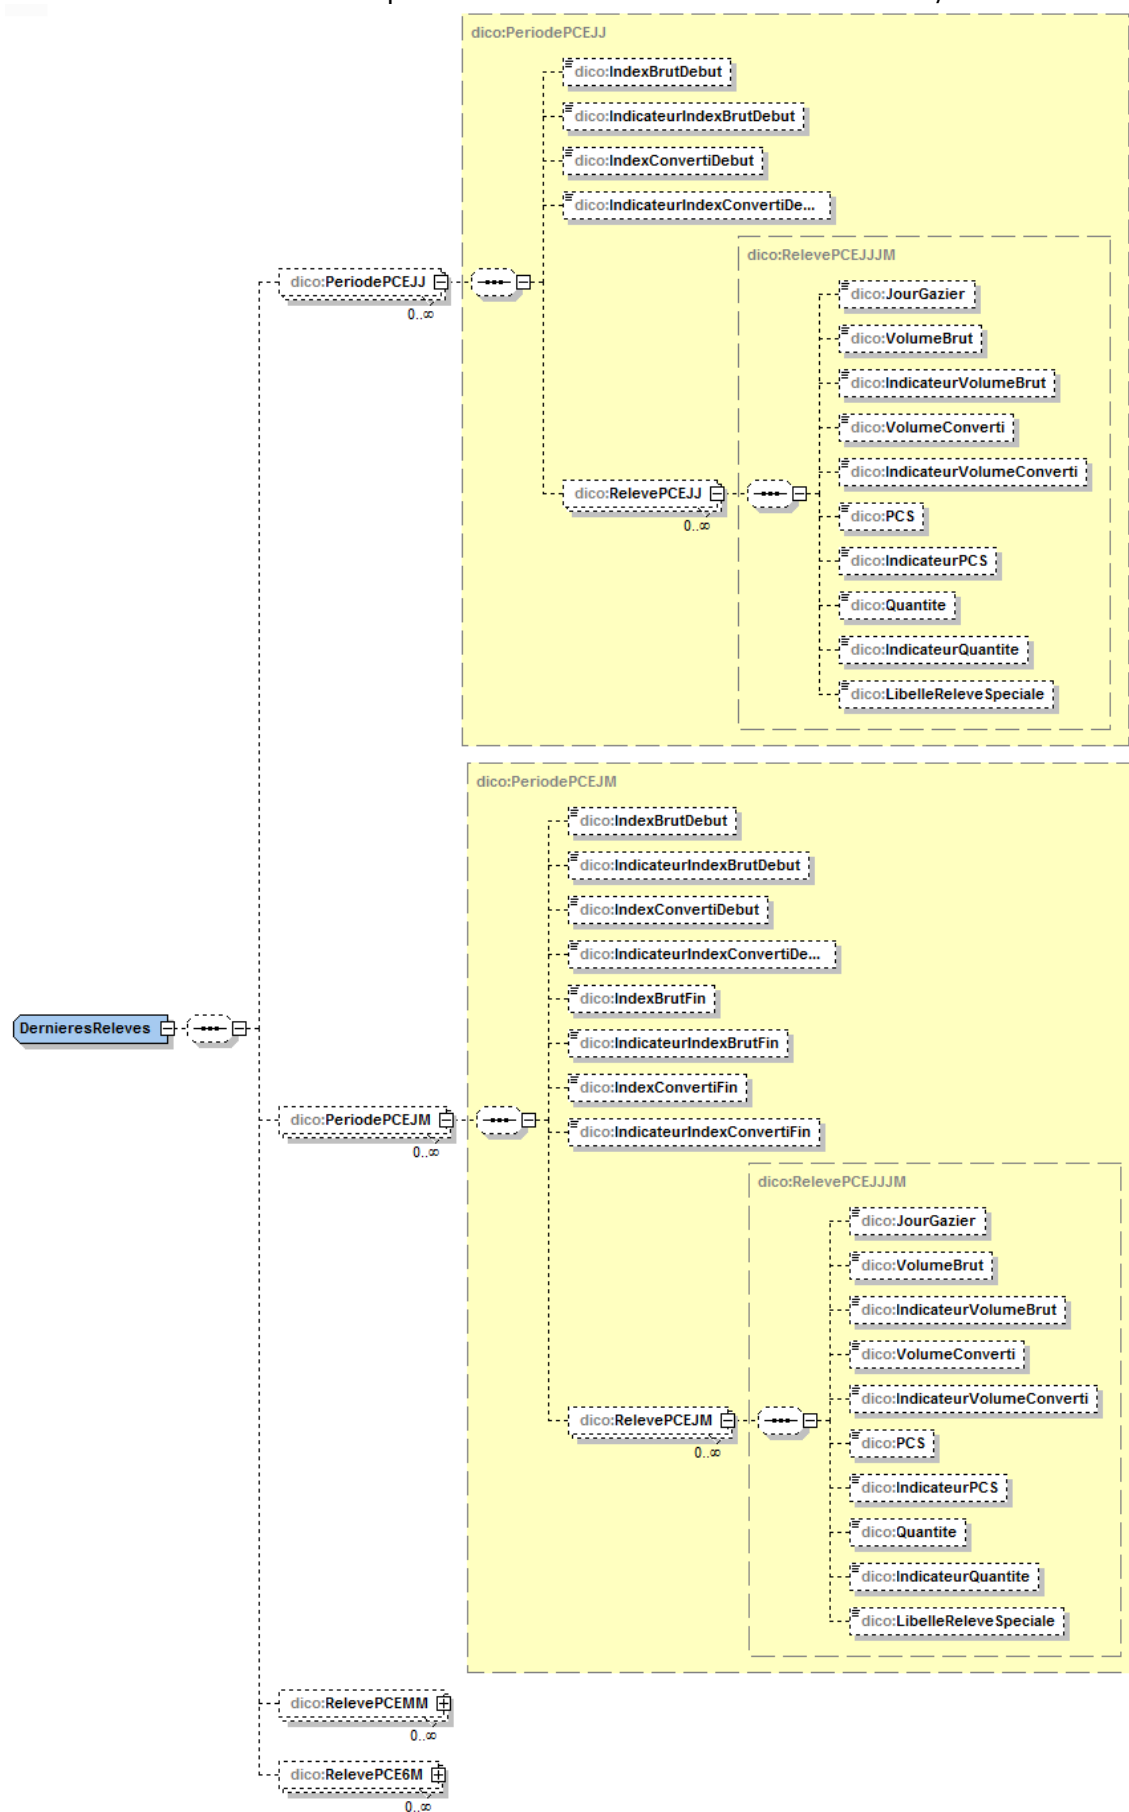 dico:PeriodePCEJJ
dico:IndexBrutDebut
dico:IndicateurIndexBrutDebut
dico:IndexConvertiDebut
dico:IndicateurIndexConvertiDe...
dico:RelevePCEJJJM
dico:PeriodePCEJJ
0..∞
dico:JourGazier
dico:VolumeBrut
dico:IndicateurVolumeBrut
dico:VolumeConverti
dico:IndicateurVolumeConverti
dico:RelevePCEJJ
0..∞
dico:PCS
dico:IndicateurPCS
dico:Quantite
dico:IndicateurQuantite
dico:LibelleReleveSpeciale
dico:PeriodePCEJM
dico:IndexBrutDebut
dico:IndicateurIndexBrutDebut
dico:IndexConvertiDebut
dico:IndicateurIndexConvertiDe...
dico:IndexBrutFin
DernieresReleves
dico:IndicateurIndexBrutFin
dico:IndexConvertiFin
dico:PeriodePCEJM
0..∞
dico:IndicateurIndexConvertiFin
dico:RelevePCEJJJM
dico:JourGazier
dico:VolumeBrut
dico:IndicateurVolumeBrut
dico:VolumeConverti
dico:IndicateurVolumeConverti
dico:RelevePCEJM
0..∞
dico:PCS
dico:IndicateurPCS
dico:Quantite
dico:IndicateurQuantite
dico:LibelleReleveSpeciale
dico:RelevePCEMM
0..∞
dico:RelevePCE6M
0..∞